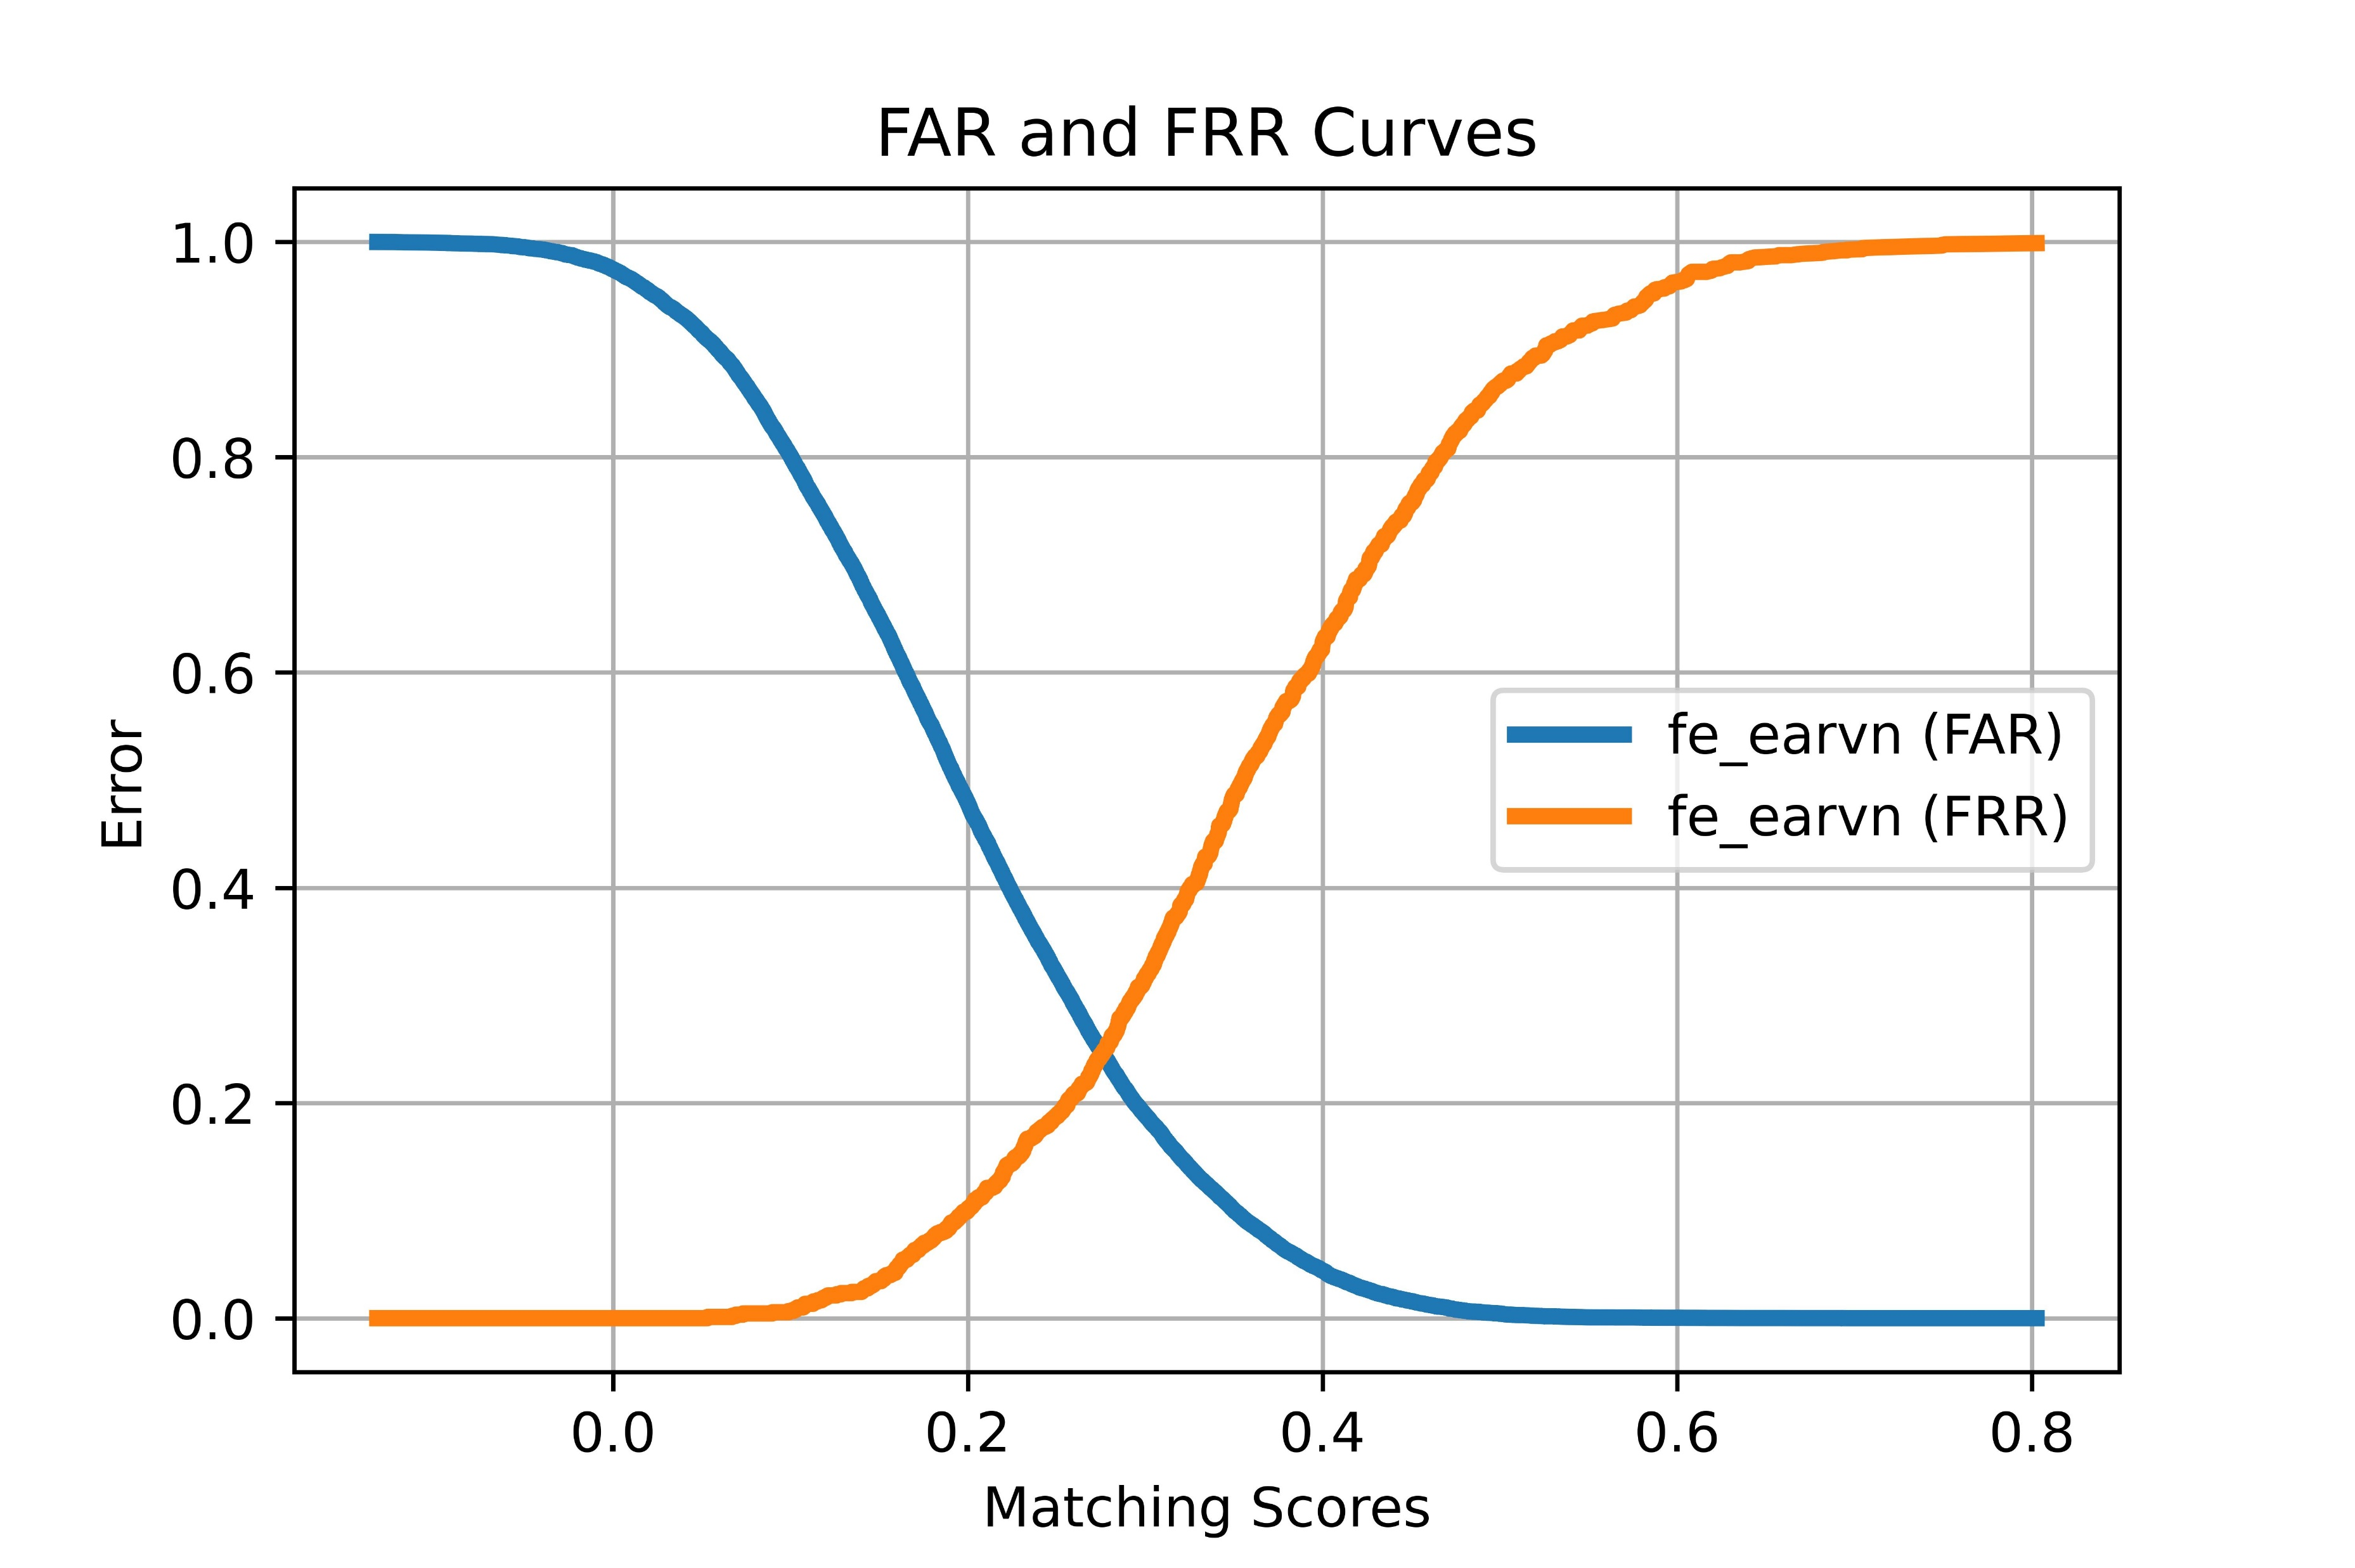 FAR and FRR Curves
1.0
0.8
0.6
0.4
0.2
0.0
Error
fe_earvn (FAR)
fe_earvn (FRR)
0.0 0.2 0.4 0.6 0.8
Matching Scores